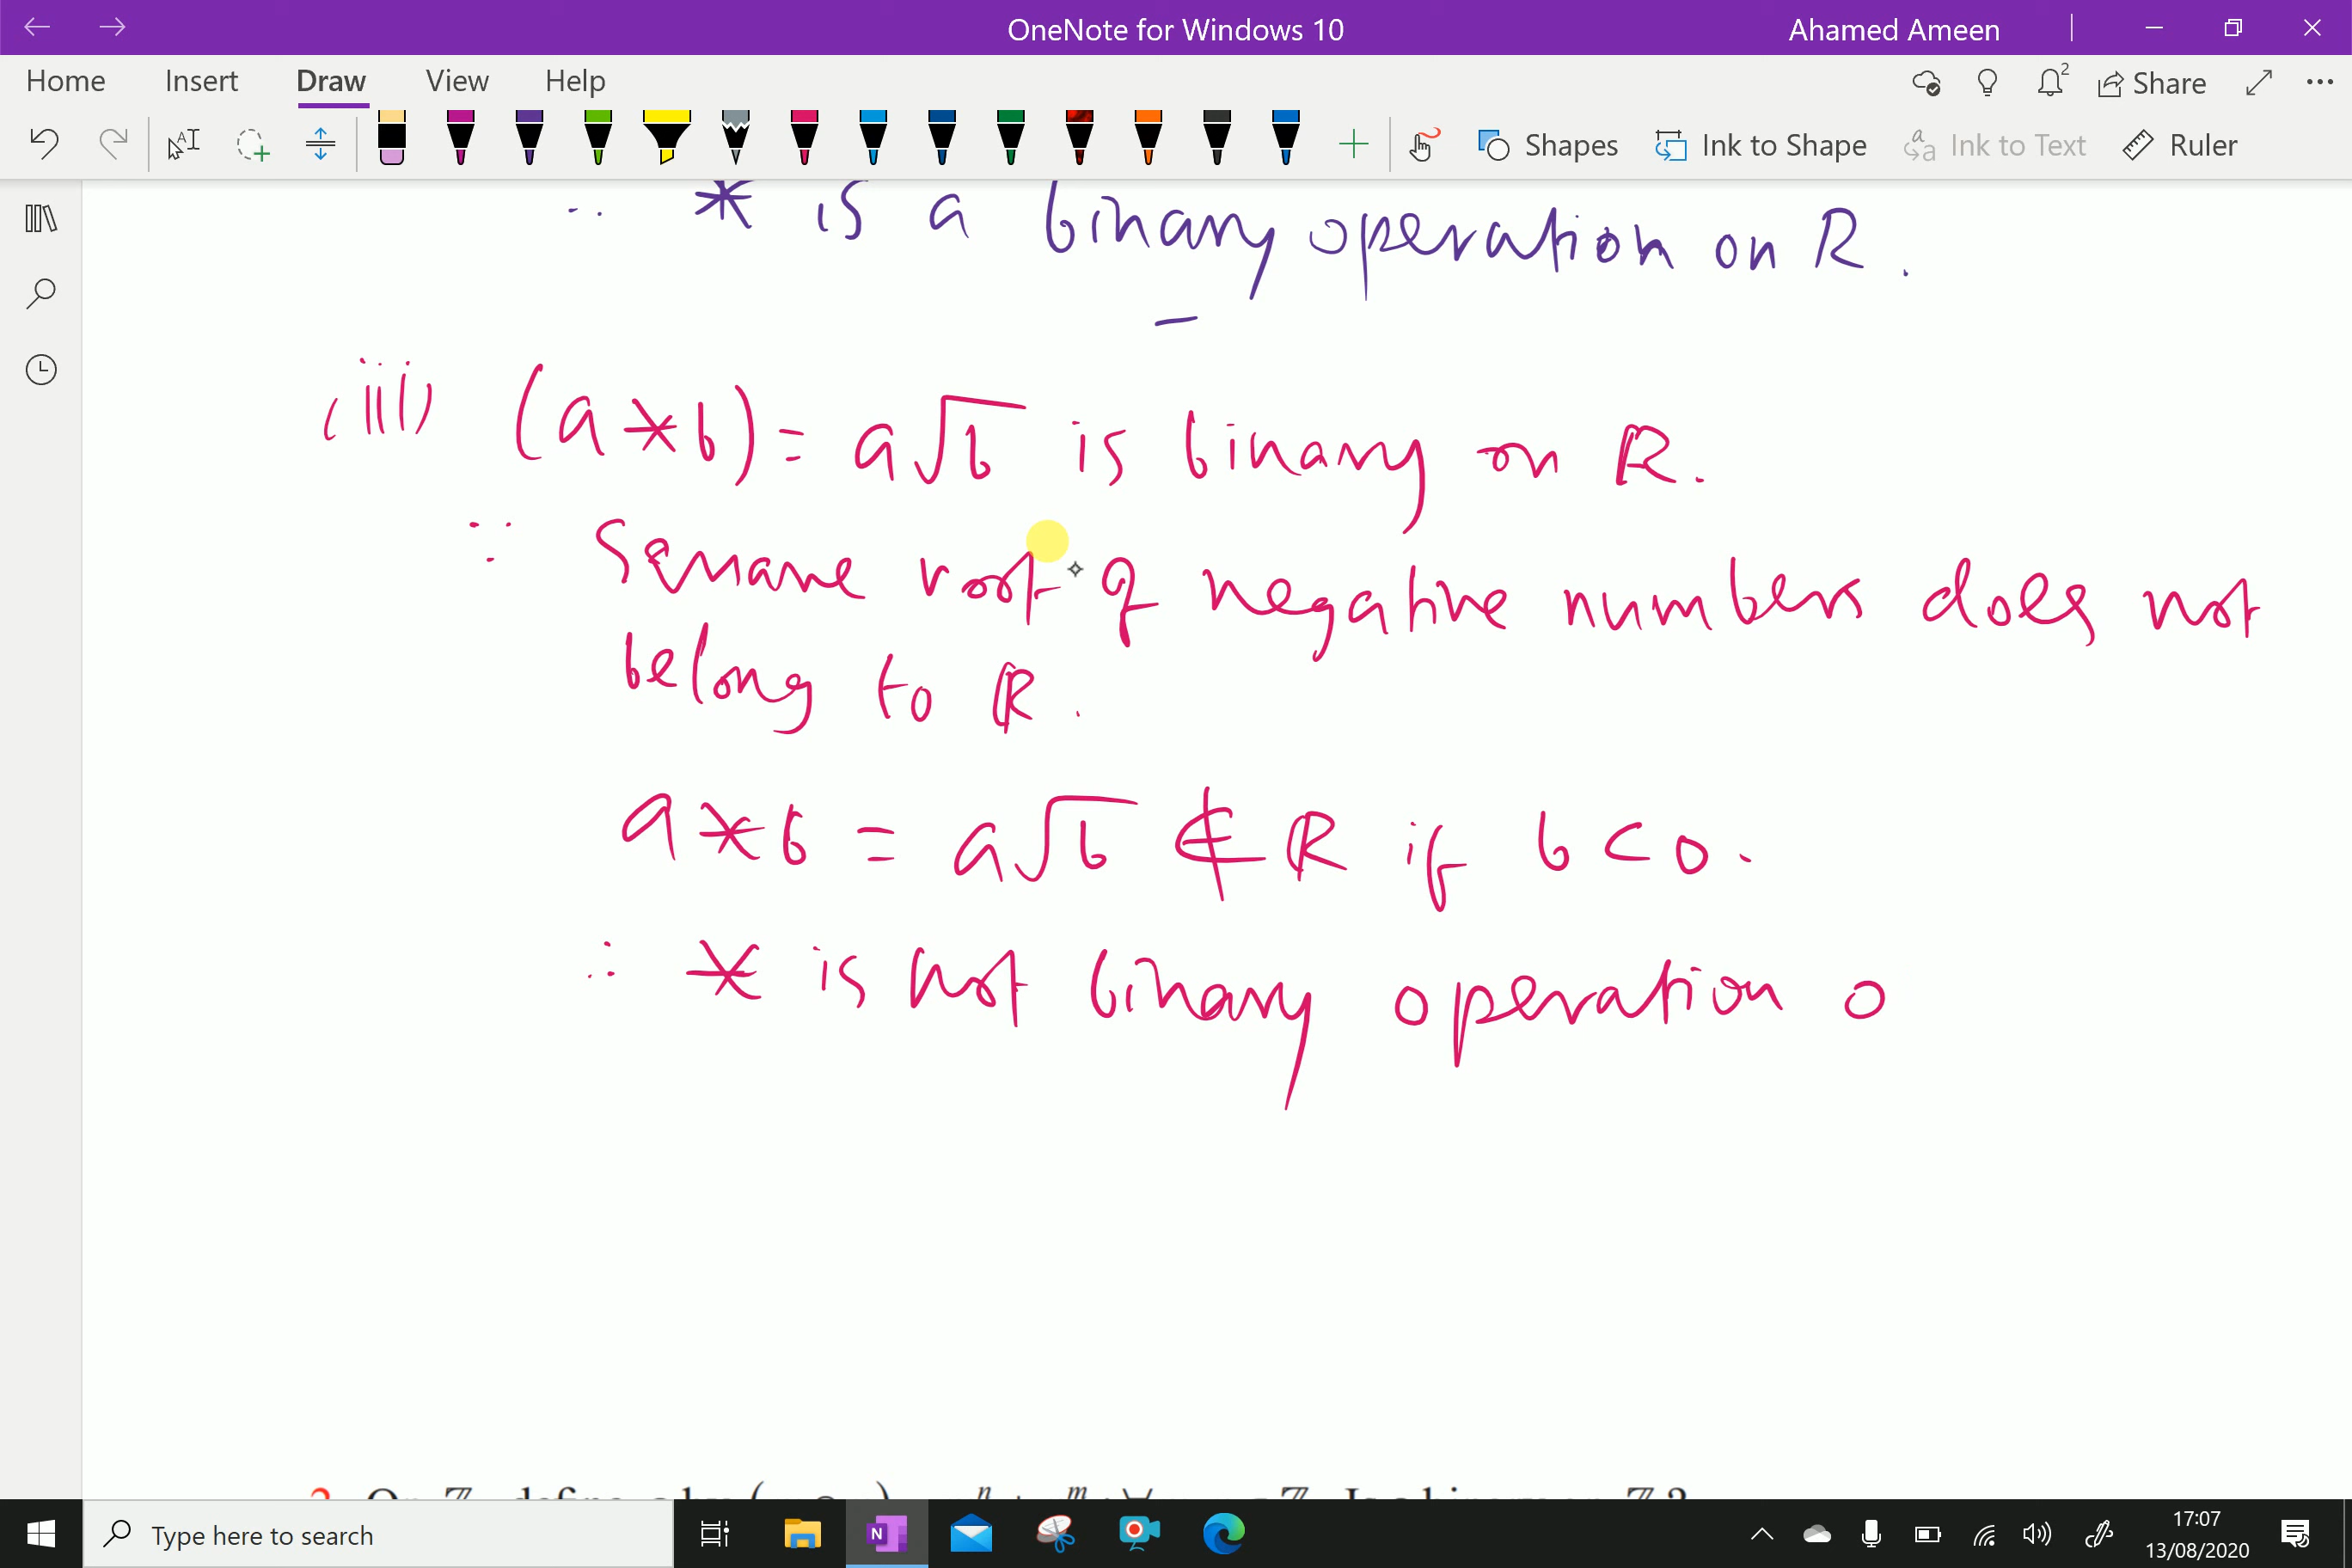 OneNote for Windows 10 Ahamed Ameen
Home Insert Draw View Help Share
Shapes Ink to Shape Ink to Text Ruler
∴ * is a binary operation on R.
(iii) (a*b) = a√b is binary on R.
∵ Square root of negative numbers does not
belong to R.
a*b = a√b ∉ R if b < 0.
∴ * is not binary operation o
Type here to search
17:07
13/08/2020